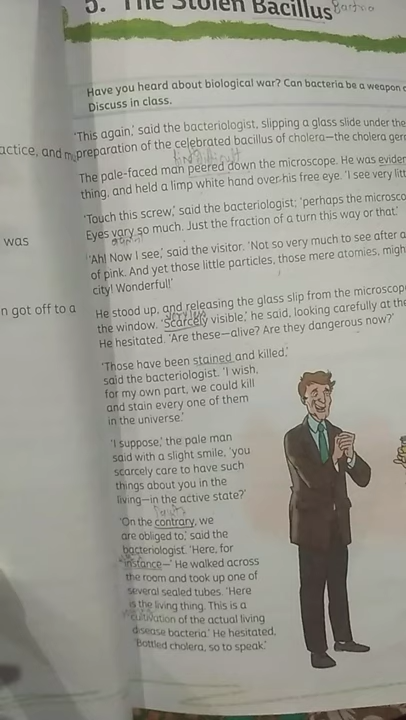 5. The Stolen Bacillus
Have you heard about biological war? Can bacteria be a weapon
Discuss in class.
'This again,' said the bacteriologist, slipping a glass slide under the
preparation of the celebrated bacillus of cholera—the cholera
The pale-faced man peered down the microscope. He was
thing, and held a limp white hand over his free eye. 'I see very
'Touch this screw,' said the bacteriologist; 'perhaps the
Eyes vary so much. Just the fraction of a turn this way or that.'
'Ah! Now I see,' said the visitor. 'Not so very much to see after
of pink. And yet those little particles, those mere atomies,
city! Wonderful!'
He stood up, and releasing the glass slip from the
the window. 'Scarcely visible,' he said, looking carefully at the
He hesitated. 'Are these—alive? Are they dangerous now?'
'Those have been stained and killed,'
said the bacteriologist. 'I wish,
for my own part, we could kill
and stain every one of them
in the universe.'
'I suppose,' the pale man
said with a slight smile, 'you
scarcely care to have such
things about you in the
living—in the active state?'
'On the contrary, we
are obliged to,' said the
bacteriologist. 'Here, for
instance—' He walked across
the room and took up one of
several sealed tubes. 'Here
is the living thing. This is a
cultivation of the actual living
disease bacteria.' He hesitated,
'Bottled cholera, so to speak.'
and
was
got off to a